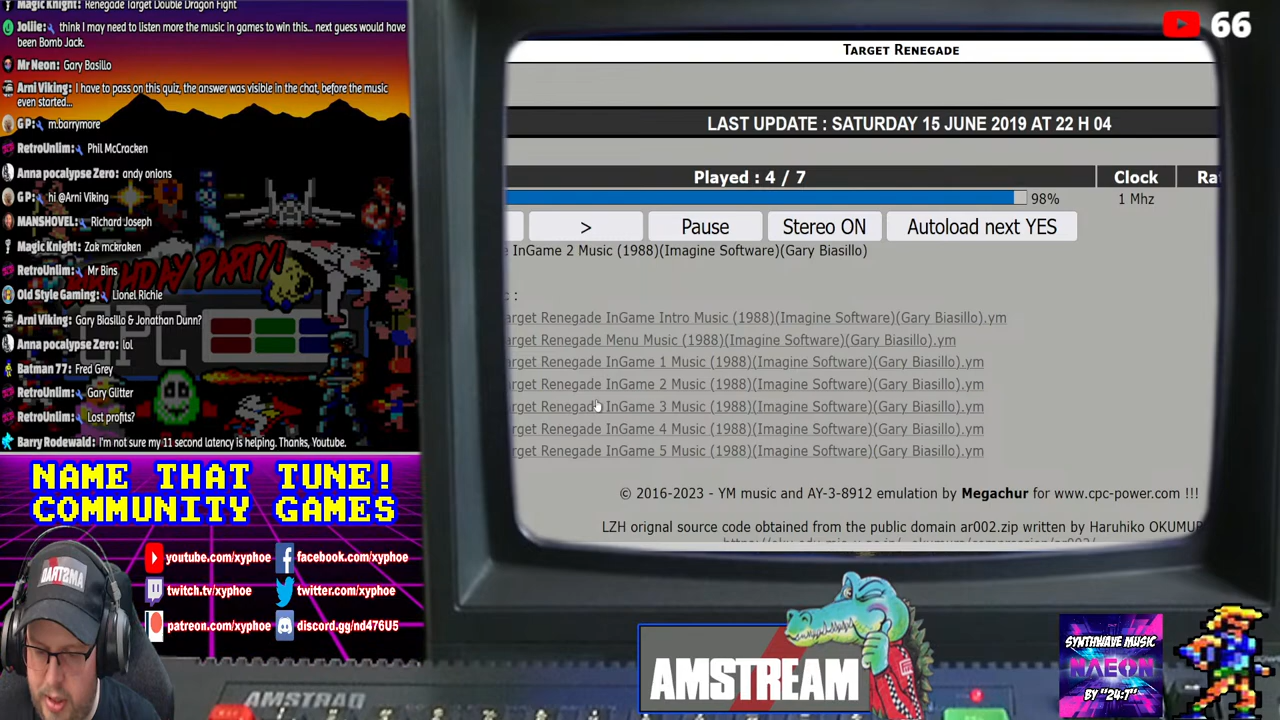 Magic Knight: Renegade Target Double Dragon Fight
Joliie: think I may need to listen more the music in games to win this... next guess would have
been Bomb Jack.
Mr Neon: Gary Basillo
Arni Viking: I have to pass on this quiz, the answer was visible in the chat, before the music
even started...
G P: m.barrymore
RetroUnlim: Phil McCracken
Anna pocalypse Zero: andy onions
G P: hi @Arni Viking
MANSHOVEL: Richard Joseph
Magic Knight: Zak mckraken
RetroUnlim: Mr Bins
Old Style Gaming: Lionel Richie
Arni Viking: Gary Basillo & Jonathan Dunn?
Anna pocalypse Zero: lol
Batman 77: Fred Grey
RetroUnlim: Gary Glitter
RetroUnlim: Lost profits?
Barry Rodewald: I'm not sure my 11 second latency is helping. Thanks, Youtube.
BIRTHDAY PARTY!
CPC
NAME THAT TUNE!
COMMUNITY GAMES
youtube.com/xyphoe
facebook.com/xyphoe
twitch.tv/xyphoe
twitter.com/xyphoe
patreon.com/xyphoe
discord.gg/nd476U5
66
TARGET RENEGADE
LAST UPDATE : SATURDAY 15 JUNE 2019 AT 22 H 04
Played : 4 / 7
Clock
Ra
98%
1 Mhz
>
Pause
Stereo ON
Autoload next YES
e InGame 2 Music (1988)(Imagine Software)(Gary Biasillo)
c :
arget Renegade InGame Intro Music (1988)(Imagine Software)(Gary Biasillo).ym
arget Renegade Menu Music (1988)(Imagine Software)(Gary Biasillo).ym
arget Renegade InGame 1 Music (1988)(Imagine Software)(Gary Biasillo).ym
arget Renegade InGame 2 Music (1988)(Imagine Software)(Gary Biasillo).ym
rget Renegade InGame 3 Music (1988)(Imagine Software)(Gary Biasillo).ym
rget Renegade InGame 4 Music (1988)(Imagine Software)(Gary Biasillo).ym
rget Renegade InGame 5 Music (1988)(Imagine Software)(Gary Biasillo).ym
© 2016-2023 - YM music and AY-3-8912 emulation by Megachur for www.cpc-power.com !!!
LZH orignal source code obtained from the public domain ar002.zip written by Haruhiko OKUMUR
AMSTRAD
AMSTREAM
SYNTHWAVE MUSIC
NAEON
BY "24:7"